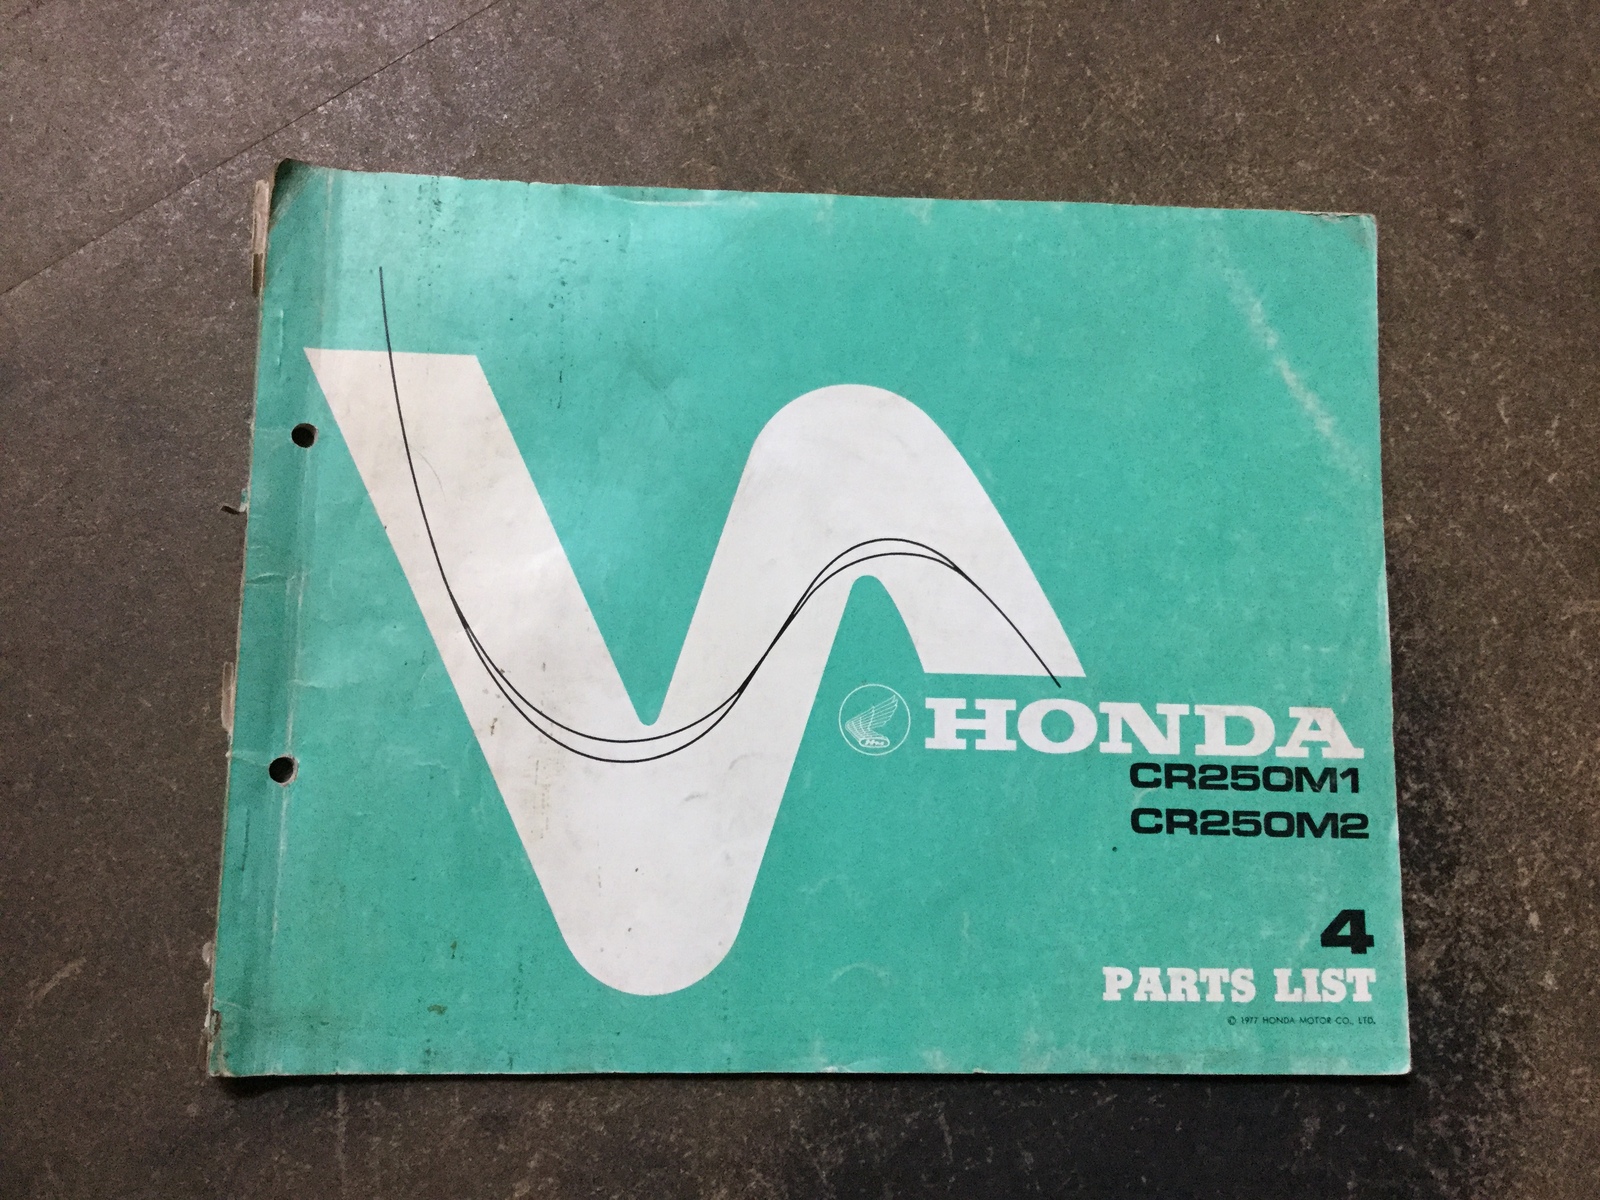 HONDA
CR250M1
CR250M2
4
PARTS LIST
© 1977 HONDA MOTOR CO., LTD.